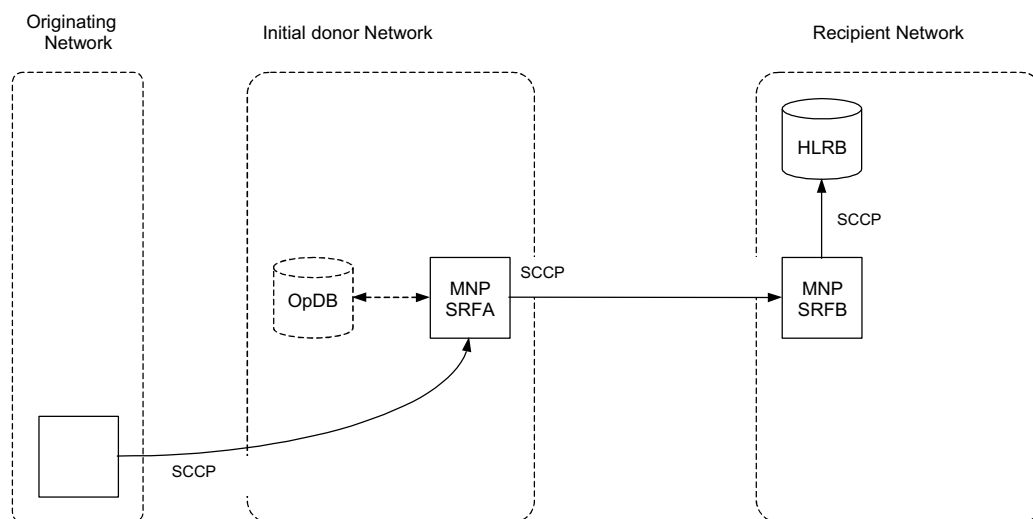 Originating
Network
Initial donor Network
Recipient Network
HLRB
SCCP
OpDB
MNP
SRFA
SCCP
MNP
SRFB
SCCP